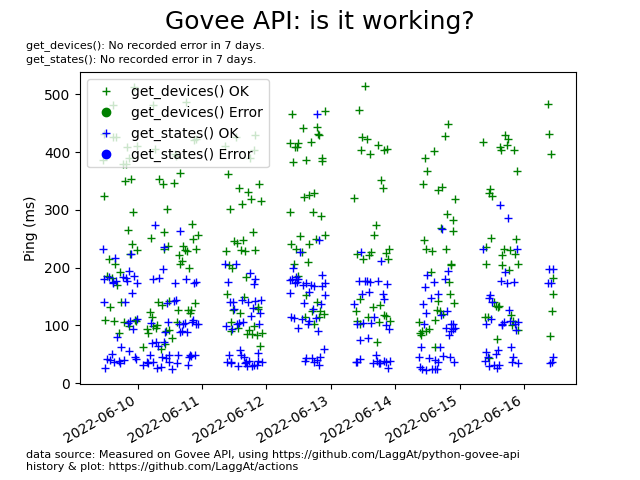 Govee API: is it working?
get_devices(): No recorded error in 7 days.
get_states(): No recorded error in 7 days.
get_devices() OK
get_devices() Error
get_states() OK
get_states() Error
Ping (ms)
500
400
300
200
100
0
2022-06-10
2022-06-11
2022-06-12
2022-06-13
2022-06-14
2022-06-15
2022-06-16
data source: Measured on Govee API, using https://github.com/LaggAt/python-govee-api
history & plot: https://github.com/LaggAt/actions